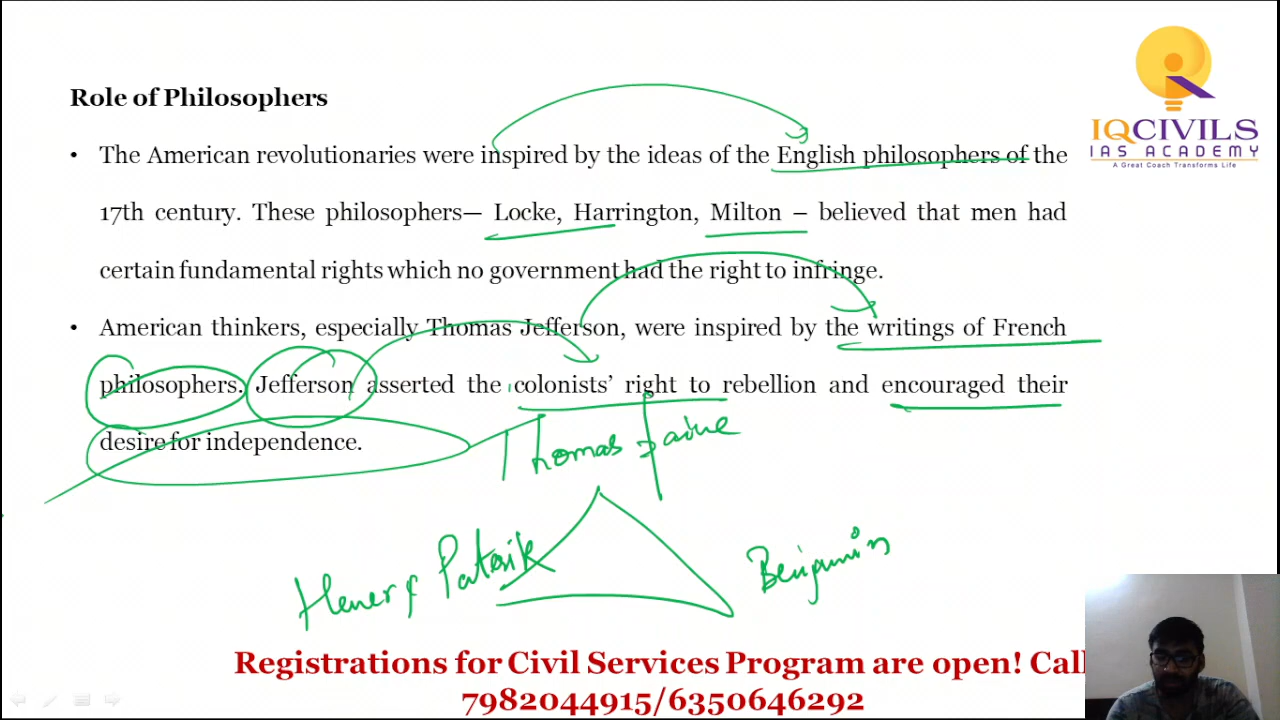 Role of Philosophers
• The American revolutionaries were inspired by the ideas of the English philosophers of the
17th century. These philosophers— Locke, Harrington, Milton – believed that men had
certain fundamental rights which no government had the right to infringe.
• American thinkers, especially Thomas Jefferson, were inspired by the writings of French
philosophers. Jefferson asserted the colonists’ right to rebellion and encouraged their
desire for independence.
Thomas paine
Henery Patrik
Benjamin
Registrations for Civil Services Program are open! Call
7982044915/6350646292
IQCIVILS
IAS ACADEMY
A Great Coach Transforms Life